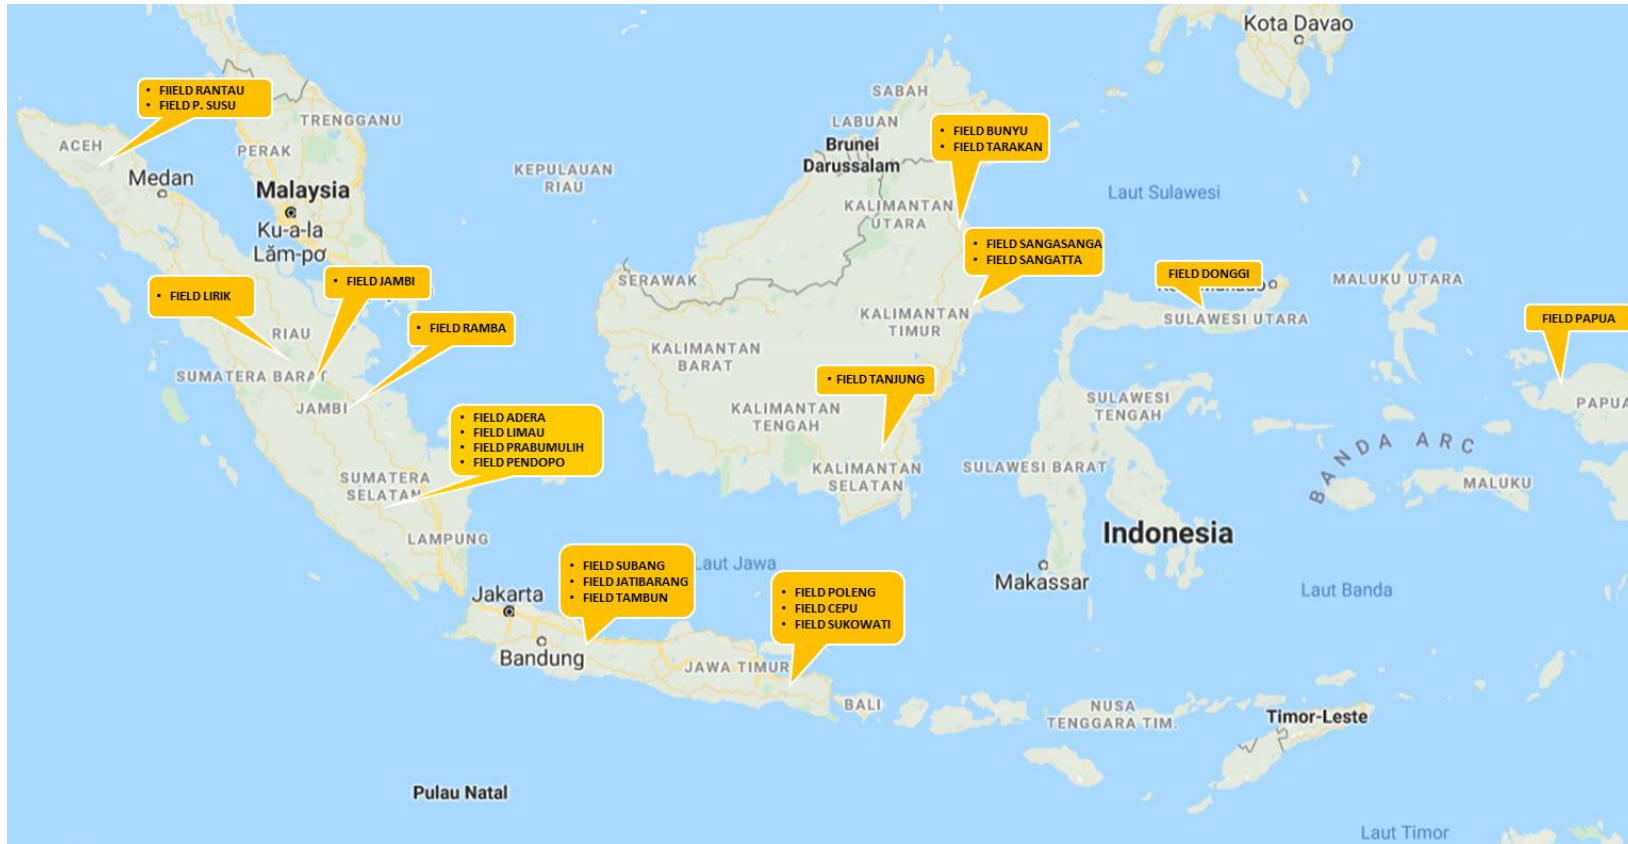 Kota Davao
• FIIELD RANTAU
• FIELD P. SUSU
SABAH
TRENGGANU
LABUAN
• FIELD BUNYU
• FIELD TARAKAN
ACEH
PERAK
Brunei
Darussalam
Medan
KEPULAUAN
RIAU
Malaysia
Laut Sulawesi
KALIMANTAN
UTARA
Ku-a-la
Lăm-pơ
• FIELD SANGASANGA
• FIELD SANGATTA
• FIELD JAMBI
SERAWAK
FIELD DONGGI
MALUKU UTARA
• FIELD LIRIK
KALIMANTAN
TIMUR
SULAWESI UTARA
FIELD PAPUA
• FIELD RAMBA
RIAU
KALIMANTAN
BARAT
SUMATERA BARAT
• FIELD TANJUNG
JAMBI
KALIMANTAN
TENGAH
SULAWESI
TENGAH
PAPUA
• FIELD ADERA
• FIELD LIMAU
• FIELD PRABUMULIH
• FIELD PENDOPO
BANDA ARC
SUMATERA
SELATAN
KALIMANTAN
SELATAN
SULAWESI BARAT
MALUKU
LAMPUNG
Indonesia
• FIELD SUBANG
• FIELD JATIBARANG
• FIELD TAMBUN
Laut Jawa
Makassar
Laut Banda
Jakarta
• FIELD POLENG
• FIELD CEPU
• FIELD SUKOWATI
Bandung
JAWA TIMUR
BALI
NUSA
TENGGARA TIM.
Timor-Leste
Pulau Natal
Laut Timor